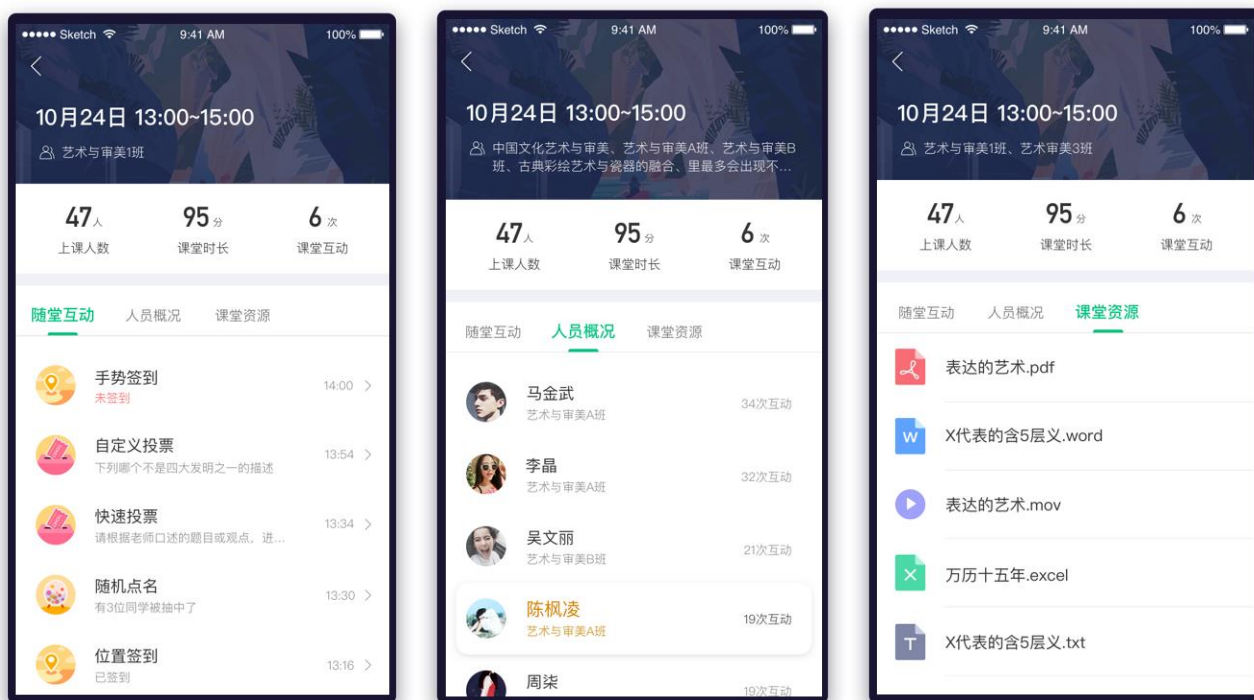 ●●●●● Sketch 9:41 AM 100%
10月24日 13:00~15:00
艺术与审美1班
47人 95分 6次
上课人数 课堂时长 课堂互动
随堂互动 人员概况 课堂资源
手势签到 14:00
未签到
自定义投票 13:54
下列哪个不是四大发明之一的描述
快速投票 13:34
请根据老师口述的题目或观点，进...
随机点名 13:30
有3位同学被抽中了
位置签到 13:16
已签到
●●●●● Sketch 9:41 AM 100%
10月24日 13:00~15:00
中国文化艺术与审美、艺术与审美A班、艺术与审美B
班、古典彩绘艺术与瓷器的融合、里最多会出现不...
47人 95分 6次
上课人数 课堂时长 课堂互动
随堂互动 人员概况 课堂资源
马金武 34次互动
艺术与审美A班
李晶 32次互动
艺术与审美A班
吴文丽 21次互动
艺术与审美B班
陈枫凌 19次互动
艺术与审美A班
周柒 19次互动
●●●●● Sketch 9:41 AM 100%
10月24日 13:00~15:00
艺术与审美1班、艺术审美3班
47人 95分 6次
上课人数 课堂时长 课堂互动
随堂互动 人员概况 课堂资源
表达的艺术.pdf
W X代表的含5层义.word
表达的艺术.mov
X 万历十五年.excel
T X代表的含5层义.txt